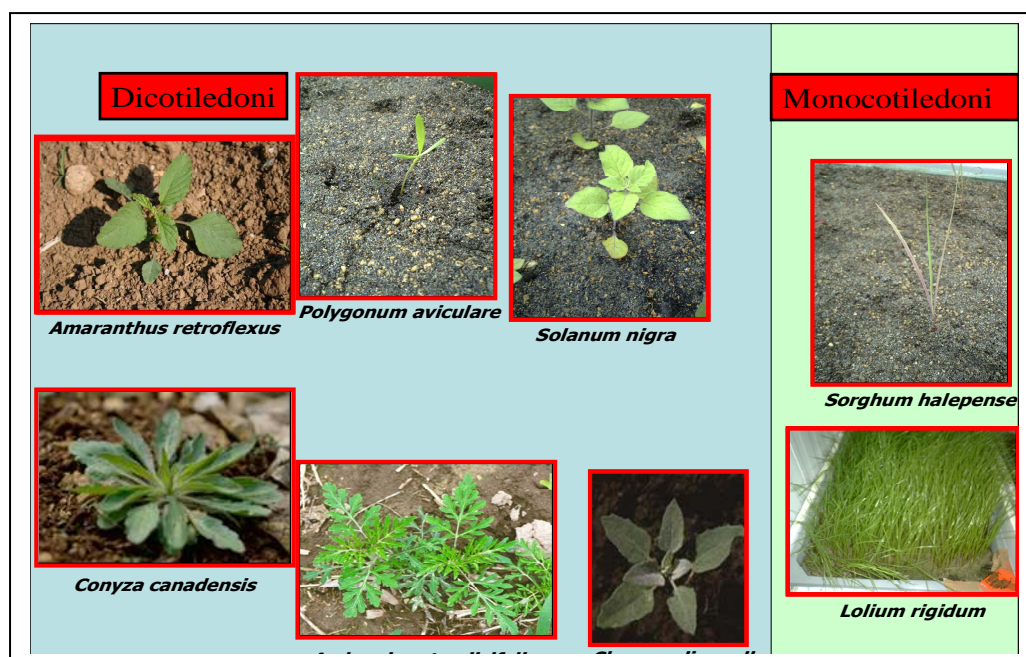 Dicotiledoni
Monocotiledoni
Amaranthus retroflexus
Polygonum aviculare
Solanum nigra
Sorghum halepense
Conyza canadensis
Lolium rigidum